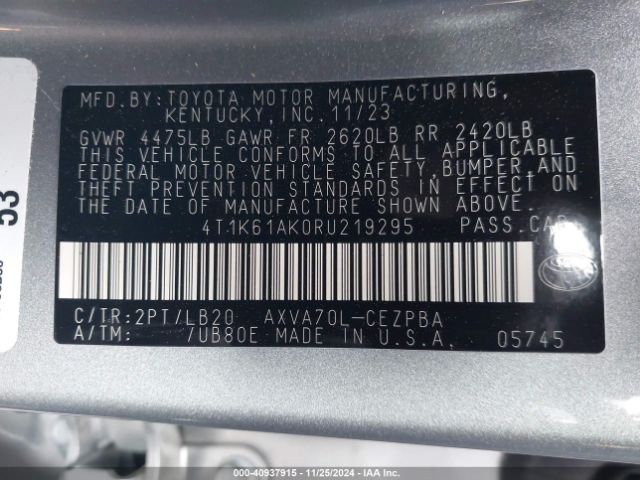 MFD.BY:TOYOTA MOTOR MANUFACTURING,
KENTUCKY,INC.11/23
GVWR 4475LB GAWR FR 2620LB RR 2420LB
THIS VEHICLE CONFORMS TO ALL APPLICABLE
FEDERAL MOTOR VEHICLE SAFETY,BUMPER,AND
THEFT PREVENTION STANDARDS IN EFFECT ON
THE DATE OF MANUFACTURE SHOWN ABOVE.
4T1K61AK0RU219295 PASS.CAR
C/TR:2PT/LB20 AXVA70L-CEZPBA
A/TM: /UB80E MADE IN U.S.A. 05745
53
000-40937915 - 11/25/2024 - IAA Inc.